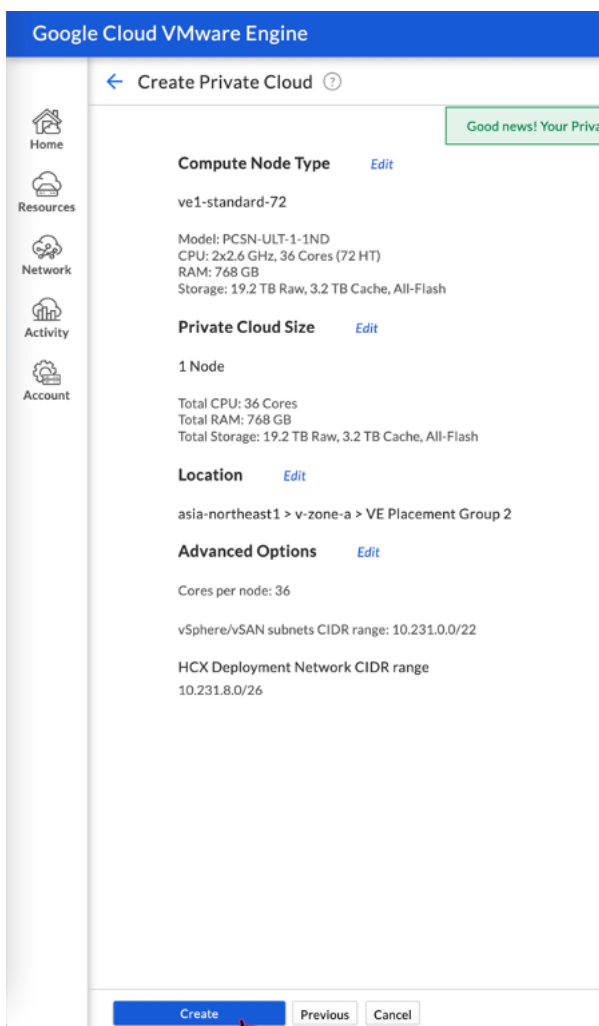 Google Cloud VMware Engine
Create Private Cloud ?
Good news! Your
Home
Resources
Network
Activity
Account
Compute Node Type Edit
ve1-standard-72
Model: PCSN-ULT-1-1ND
CPU: 2x2.6 GHz, 36 Cores (72 HT)
RAM: 768 GB
Storage: 19.2 TB Raw, 3.2 TB Cache, All-Flash
Private Cloud Size Edit
1 Node
Total CPU: 36 Cores
Total RAM: 768 GB
Total Storage: 19.2 TB Raw, 3.2 TB Cache, All-Flash
Location Edit
asia-northeast1 > v-zone-a > VE Placement Group 2
Advanced Options Edit
Cores per node: 36
vSphere/vSAN subnets CIDR range: 10.231.0.0/22
HCX Deployment Network CIDR range
10.231.8.0/26
Create Previous Cancel